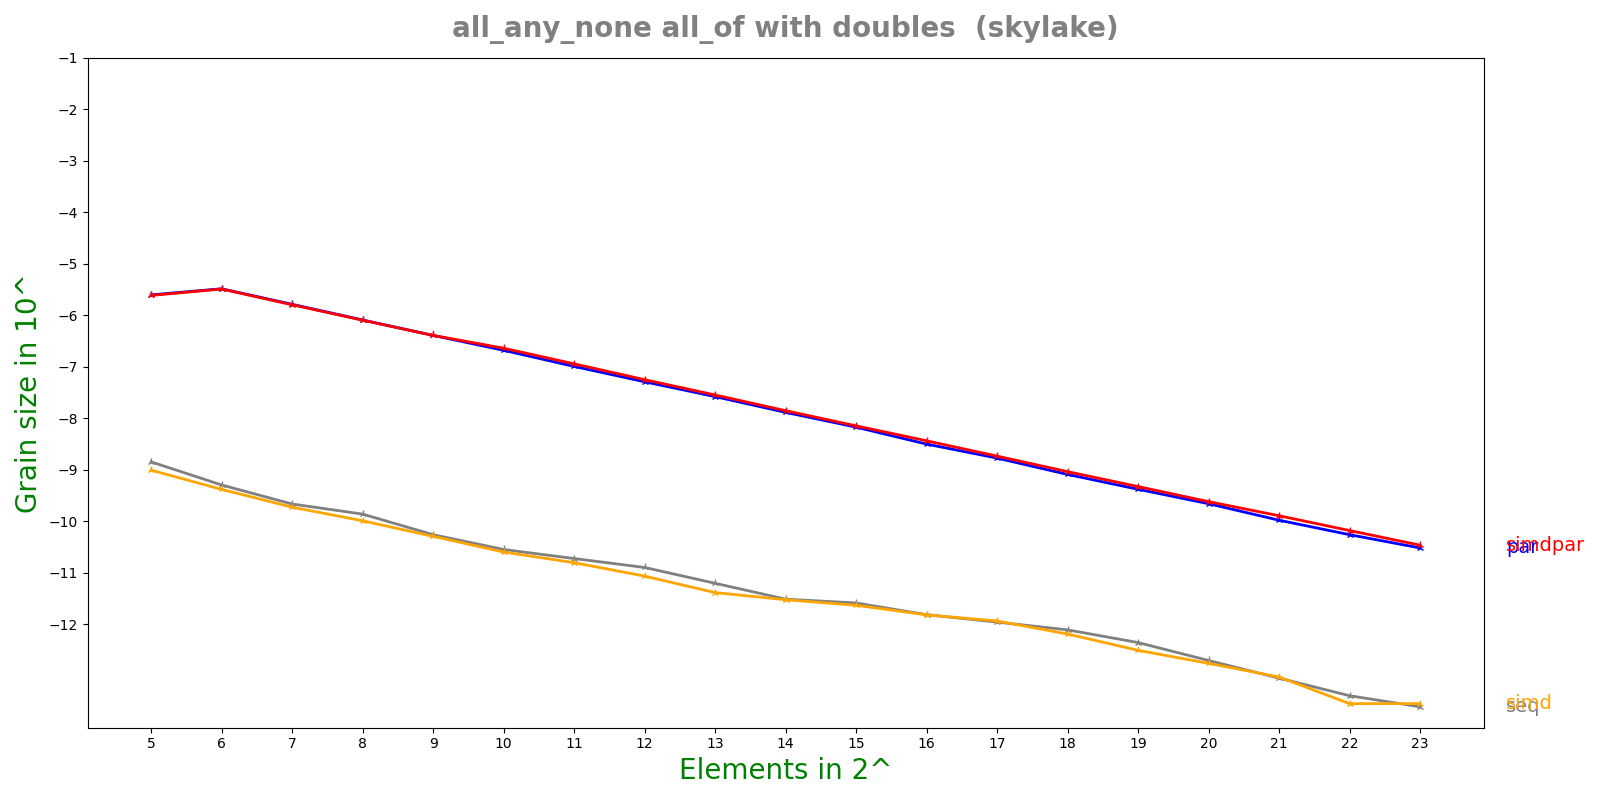 all_any_none all_of with doubles  (skylake)
Grain size in 10^
−1
−2
−3
−4
−5
−6
−7
−8
−9
−10
−11
−12
simdpar
par
simd
seq
5 6 7 8 9 10 11 12 13 14 15 16 17 18 19 20 21 22 23
Elements in 2^